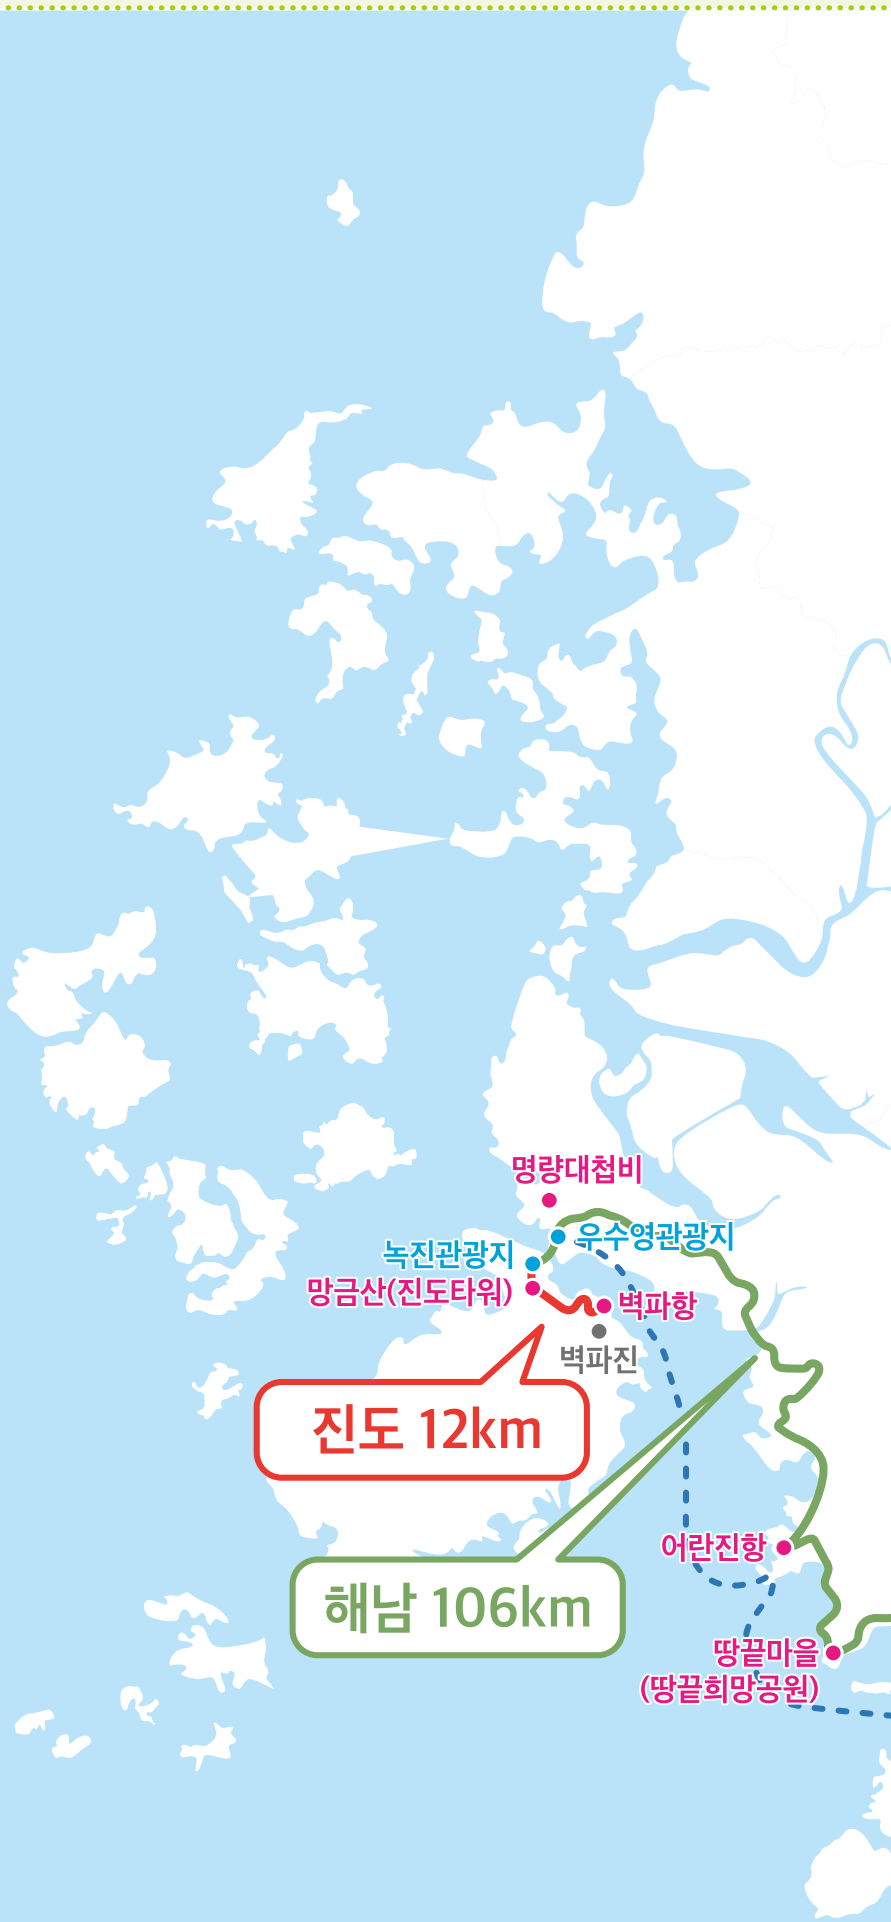 명량대첩비
우수영관광지
녹진관광지
망금산(진도타워)
벽파항
벽파진
진도 12km
어란진항
해남 106km
땅끝마을
(땅끝희망공원)